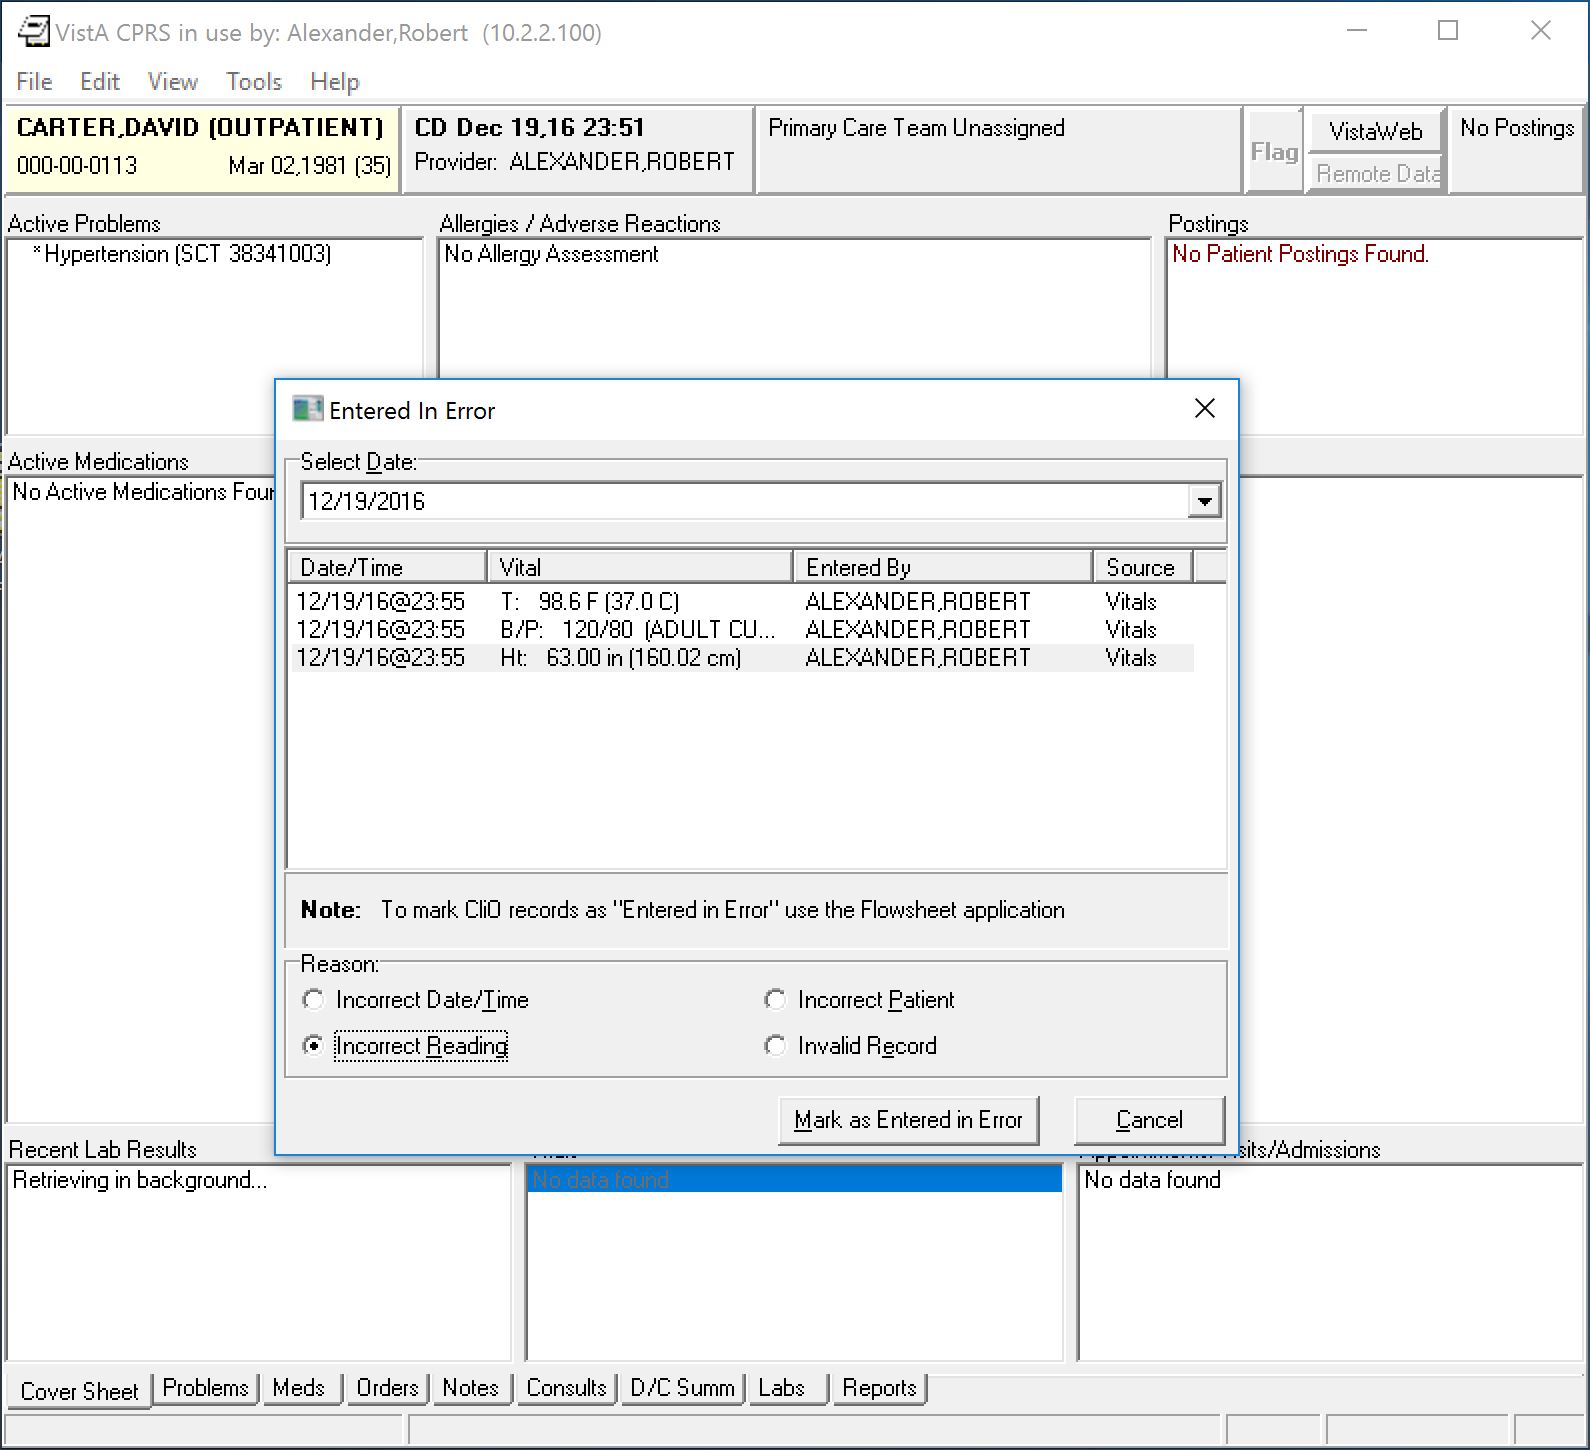 VistA CPRS in use by: Alexander,Robert (10.2.2.100)
File Edit View Tools Help
CARTER,DAVID (OUTPATIENT)
000-00-0113 Mar 02,1981 (35)
CD Dec 19,16 23:51
Provider: ALEXANDER,ROBERT
Primary Care Team Unassigned
Flag
VistaWeb
Remote Data
No Postings
Active Problems
*Hypertension (SCT 38341003)
Allergies / Adverse Reactions
No Allergy Assessment
Postings
No Patient Postings Found.
Active Medications
No Active Medications Foun
Entered In Error
Select Date:
12/19/2016
Date/Time Vital Entered By Source
12/19/16@23:55 T: 98.6 F (37.0 C) ALEXANDER,ROBERT Vitals
12/19/16@23:55 B/P: 120/80 (ADULT CU... ALEXANDER,ROBERT Vitals
12/19/16@23:55 Ht: 63.00 in (160.02 cm) ALEXANDER,ROBERT Vitals
Note: To mark CliO records as "Entered in Error" use the Flowsheet application
Reason:
Incorrect Date/Time Incorrect Patient
Incorrect Reading Invalid Record
Mark as Entered in Error Cancel
Recent Lab Results
Retrieving in background...
No data found
sits/Admissions
No data found
Cover Sheet Problems Meds Orders Notes Consults D/C Summ Labs Reports